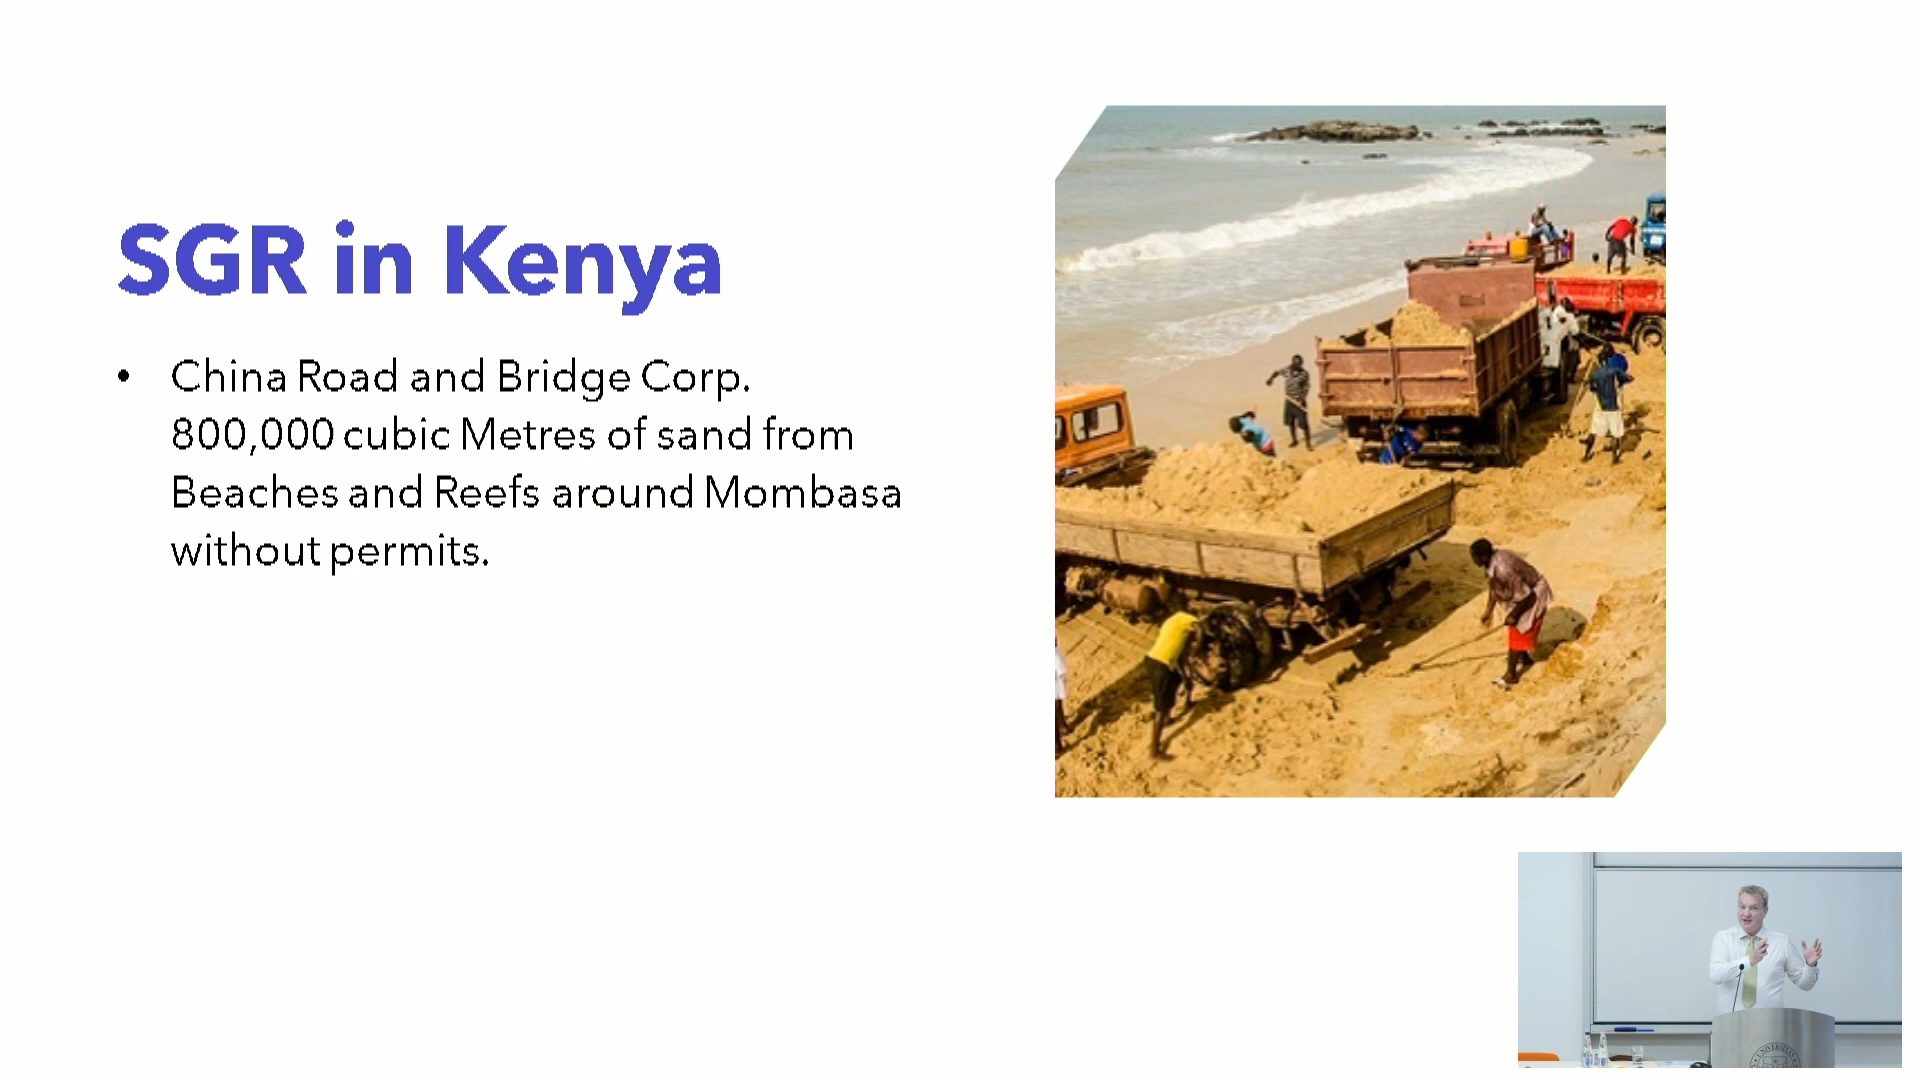 SGR in Kenya
• China Road and Bridge Corp.
800,000 cubic Metres of sand from
Beaches and Reefs around Mombasa
without permits.